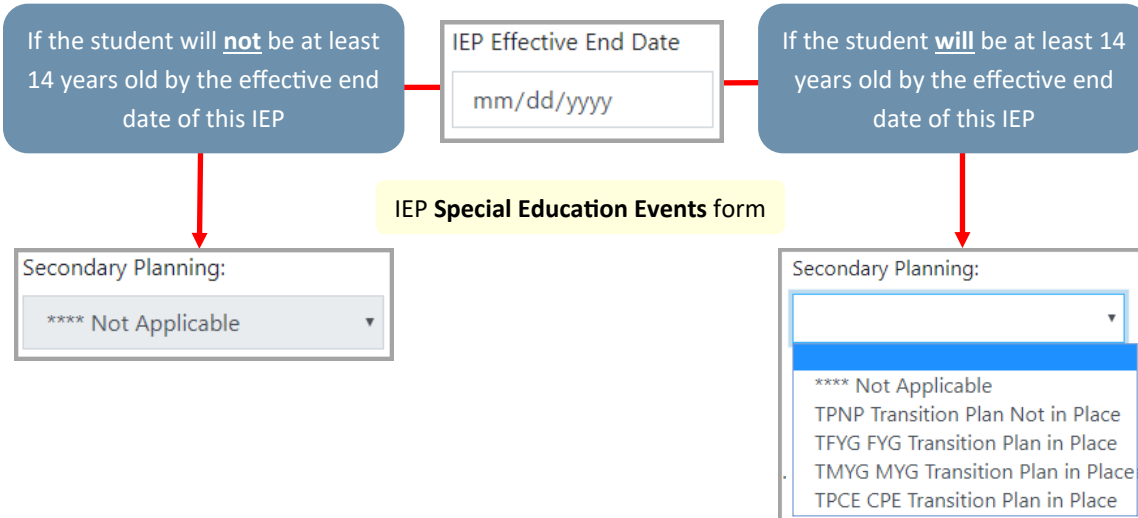 If the student will not be at least
14 years old by the effective end
date of this IEP
IEP Effective End Date
mm/dd/yyyy
If the student will be at least 14
years old by the effective end
date of this IEP
IEP Special Education Events form
Secondary Planning:
**** Not Applicable
Secondary Planning:
**** Not Applicable
TPNP Transition Plan Not in Place
TFYG FYG Transition Plan in Place
. TMYG MYG Transition Plan in Place
TPCE CPE Transition Plan in Place